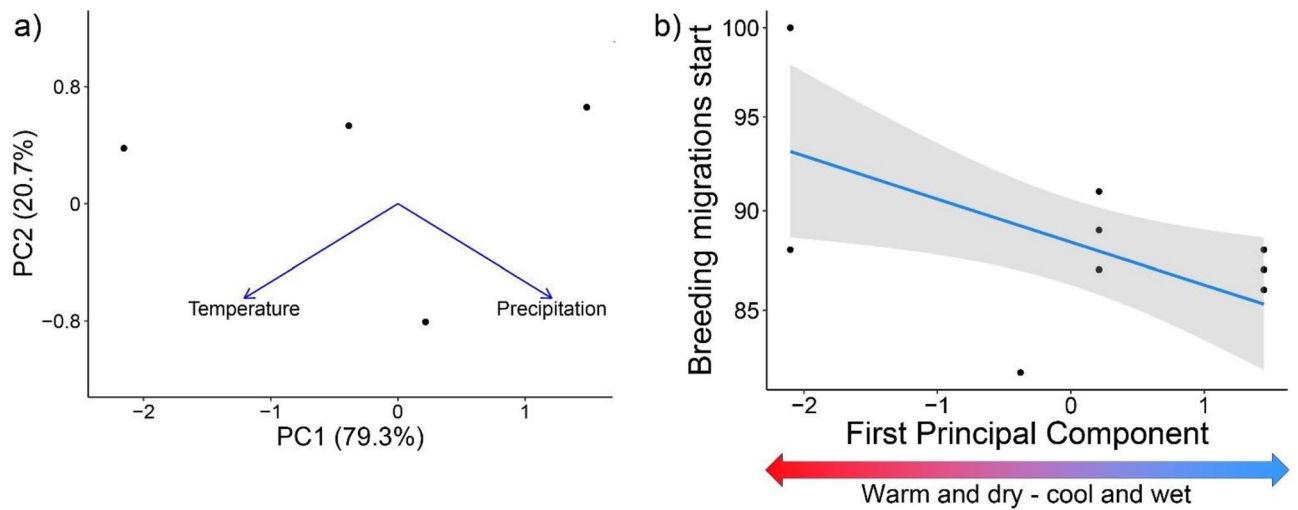 a)
PC2 (20.7%)
0.8
0
−0.8
Temperature
Precipitation
−2
−1
0
1
PC1 (79.3%)
b)
Breeding migrations start
100
95
90
85
−2
−1
0
1
First Principal Component
Warm and dry - cool and wet